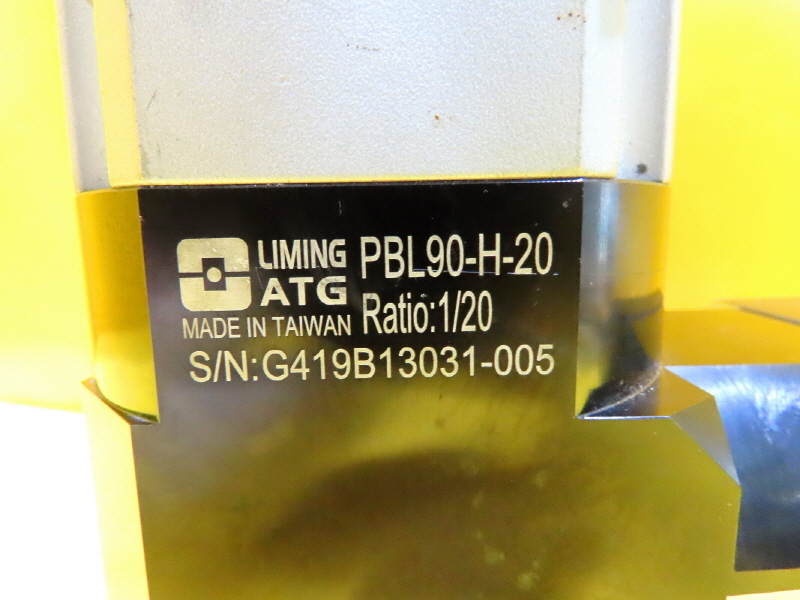 LIMING
ATG
MADE IN TAIWAN
PBL90-H-20
Ratio:1/20
S/N:G419B13031-005